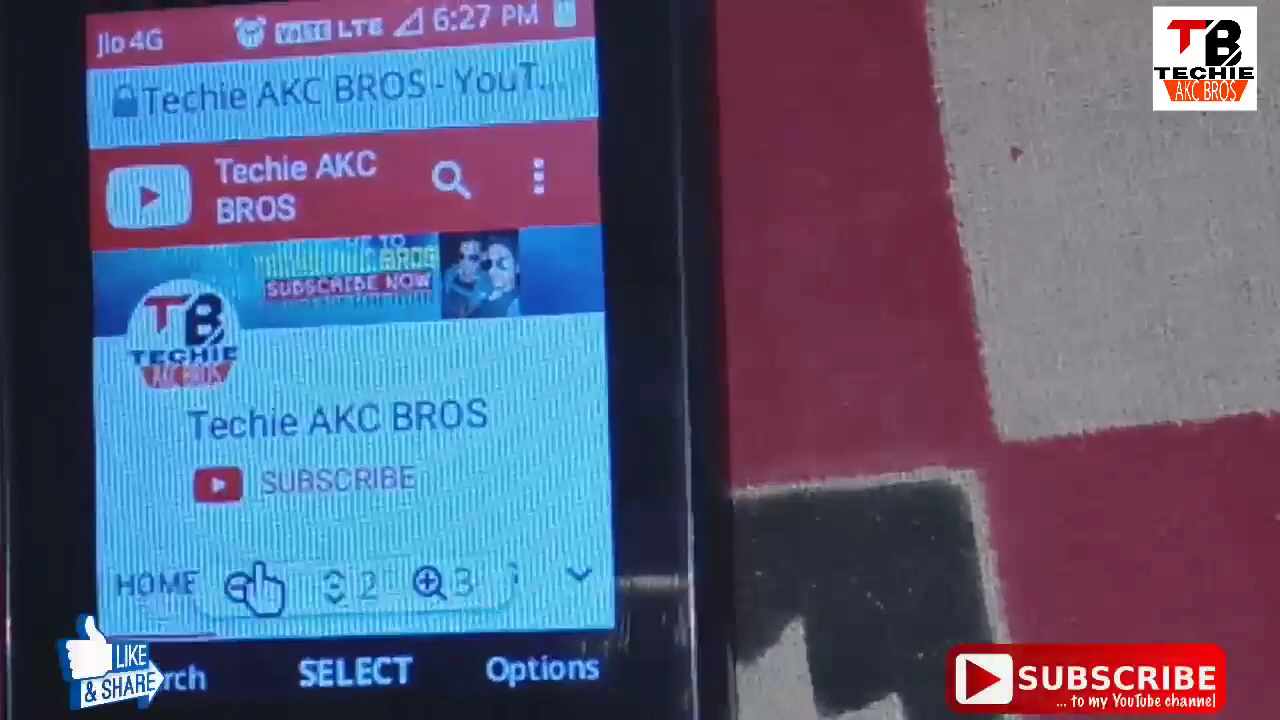 Jio 4G VoLTE LTE 6:27 PM
Techie AKC BROS - YouT
Techie AKC
BROS
SUBSCRIBE NOW
TB
TECHIE
AKC BROS
Techie AKC BROS
SUBSCRIBE
HOME 2 3
rch SELECT Options
LIKE
& SHARE
TB
TECHIE
AKC BROS
SUBSCRIBE
... to my YouTube channel